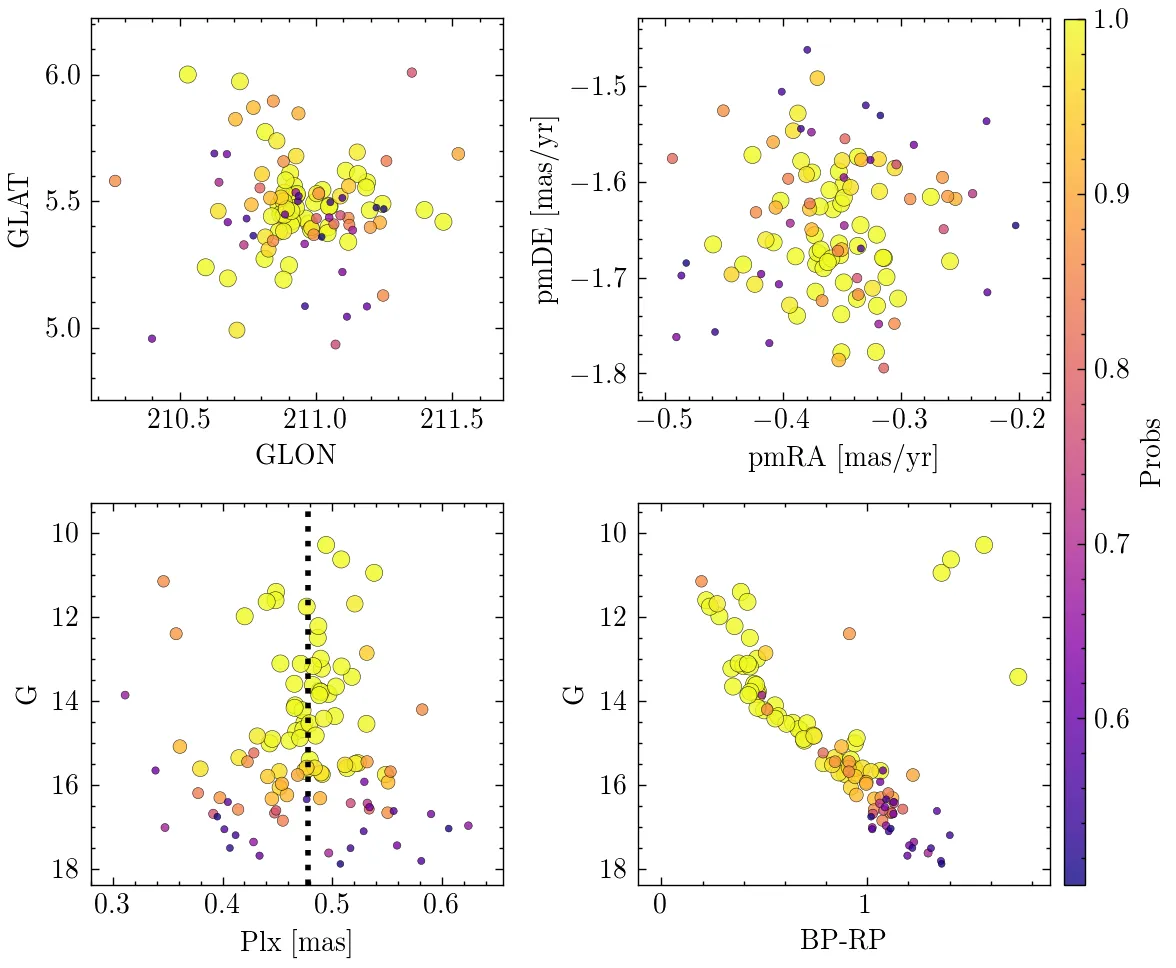 6.0
5.5
5.0
GLAT
210.5 211.0 211.5
GLON
−1.5
−1.6
−1.7
−1.8
pmDE [mas/yr]
−0.5 −0.4 −0.3 −0.2
pmRA [mas/yr]
10
12
14
16
18
G
0.3 0.4 0.5 0.6
Plx [mas]
10
12
14
16
18
G
0 1
BP-RP
1.0
0.9
0.8
0.7
0.6
Probs